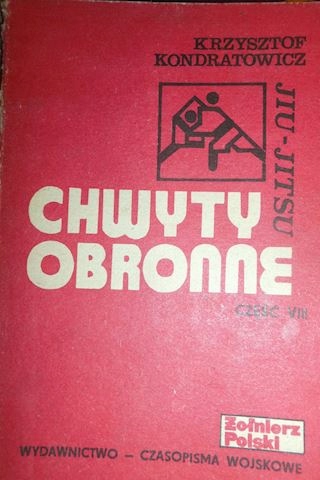 KRZYSZTOF
KONDRATOWICZ
JIU-JITSU
CHWYTY
OBRONNE
CZĘŚĆ VIII
Żołnierz
Polski
WYDAWNICTWO — CZASOPISMA WOJSKOWE